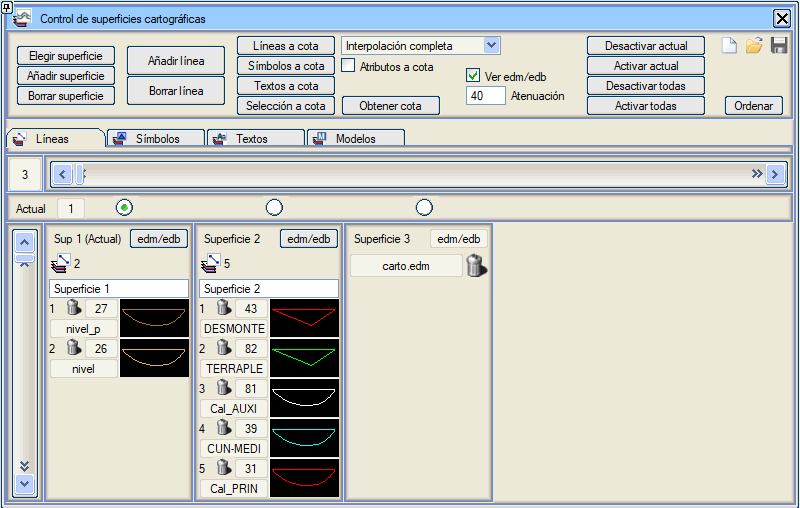 Control de superficies cartográficas
Elegir superficie
Añadir superficie
Borrar superficie
Añadir línea
Borrar línea
Líneas a cota
Símbolos a cota
Textos a cota
Selección a cota
Interpolación completa
Atributos a cota
Obtener cota
Ver edm/edb
40 Atenuación
Desactivar actual
Activar actual
Desactivar todas
Activar todas
Ordenar
Líneas Símbolos Textos Modelos
3
Actual 1
Sup 1 (Actual) edm/edb
2
Superficie 1
1 27
nivel_p
2 26
nivel
Superficie 2 edm/edb
5
Superficie 2
1 43
DESMONTE
2 82
TERRAPLE
3 81
Cal_AUXI
4 39
CUN-MEDI
5 31
Cal_PRIN
Superficie 3 edm/edb
carto.edm